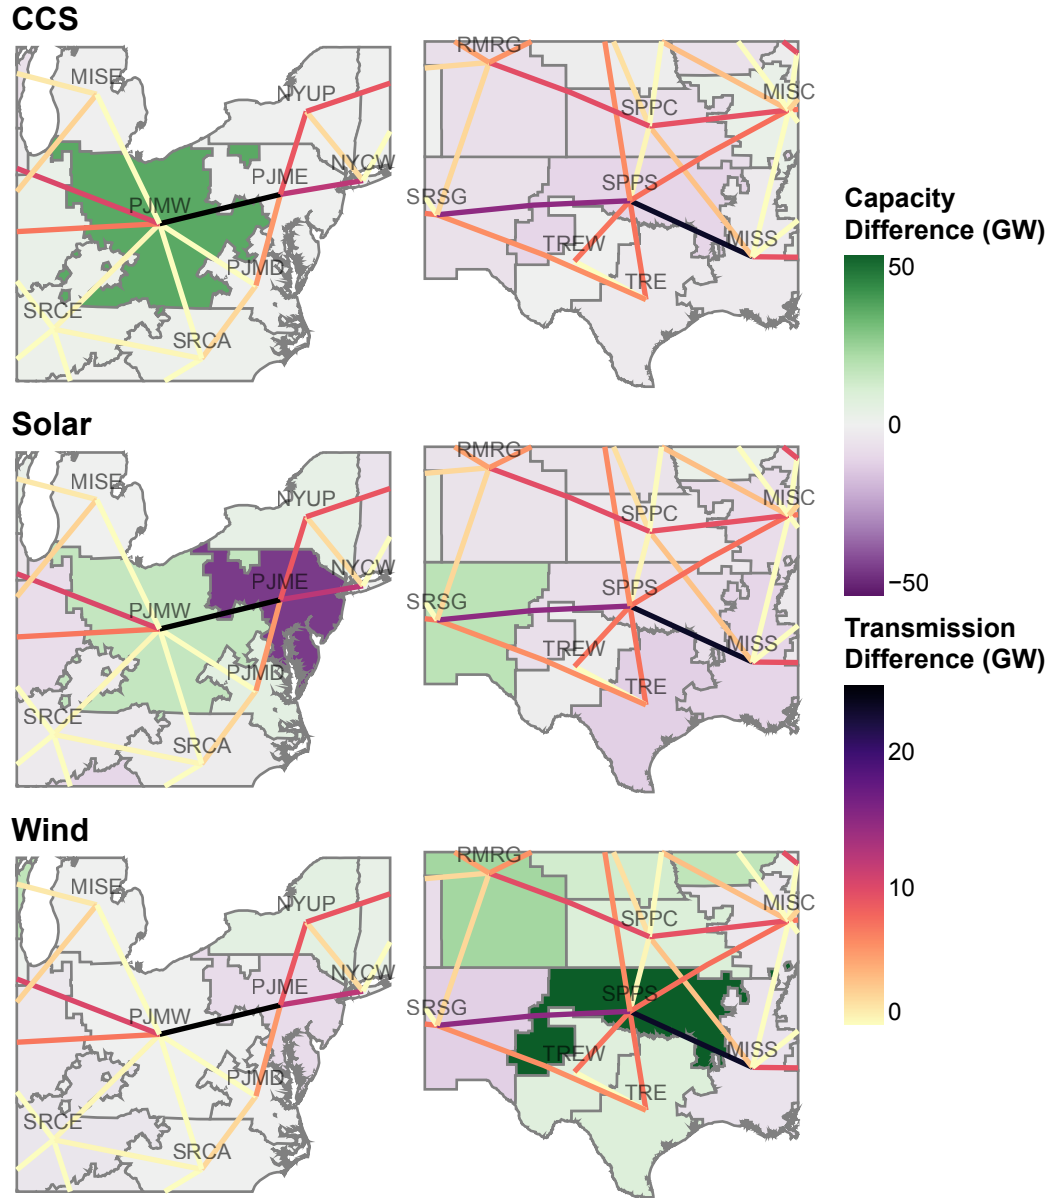 CCS
MISE
NYUP
NYCW
PJME
PJMW
PJMD
SRCE
SRCA
RMRG
MISC
SPPC
SPPS
SRSG
TREW
MISS
TRE
Solar
MISE
NYUP
NYCW
PJME
PJMW
PJMD
SRCE
SRCA
RMRG
MISC
SPPC
SPPS
SRSG
TREW
MISS
TRE
Wind
MISE
NYUP
NYCW
PJME
PJMW
PJMD
SRCE
SRCA
RMRG
MISC
SPPC
SPPS
SRSG
TREW
MISS
TRE
Capacity
Difference (GW)
50
0
−50
Transmission
Difference (GW)
20
10
0